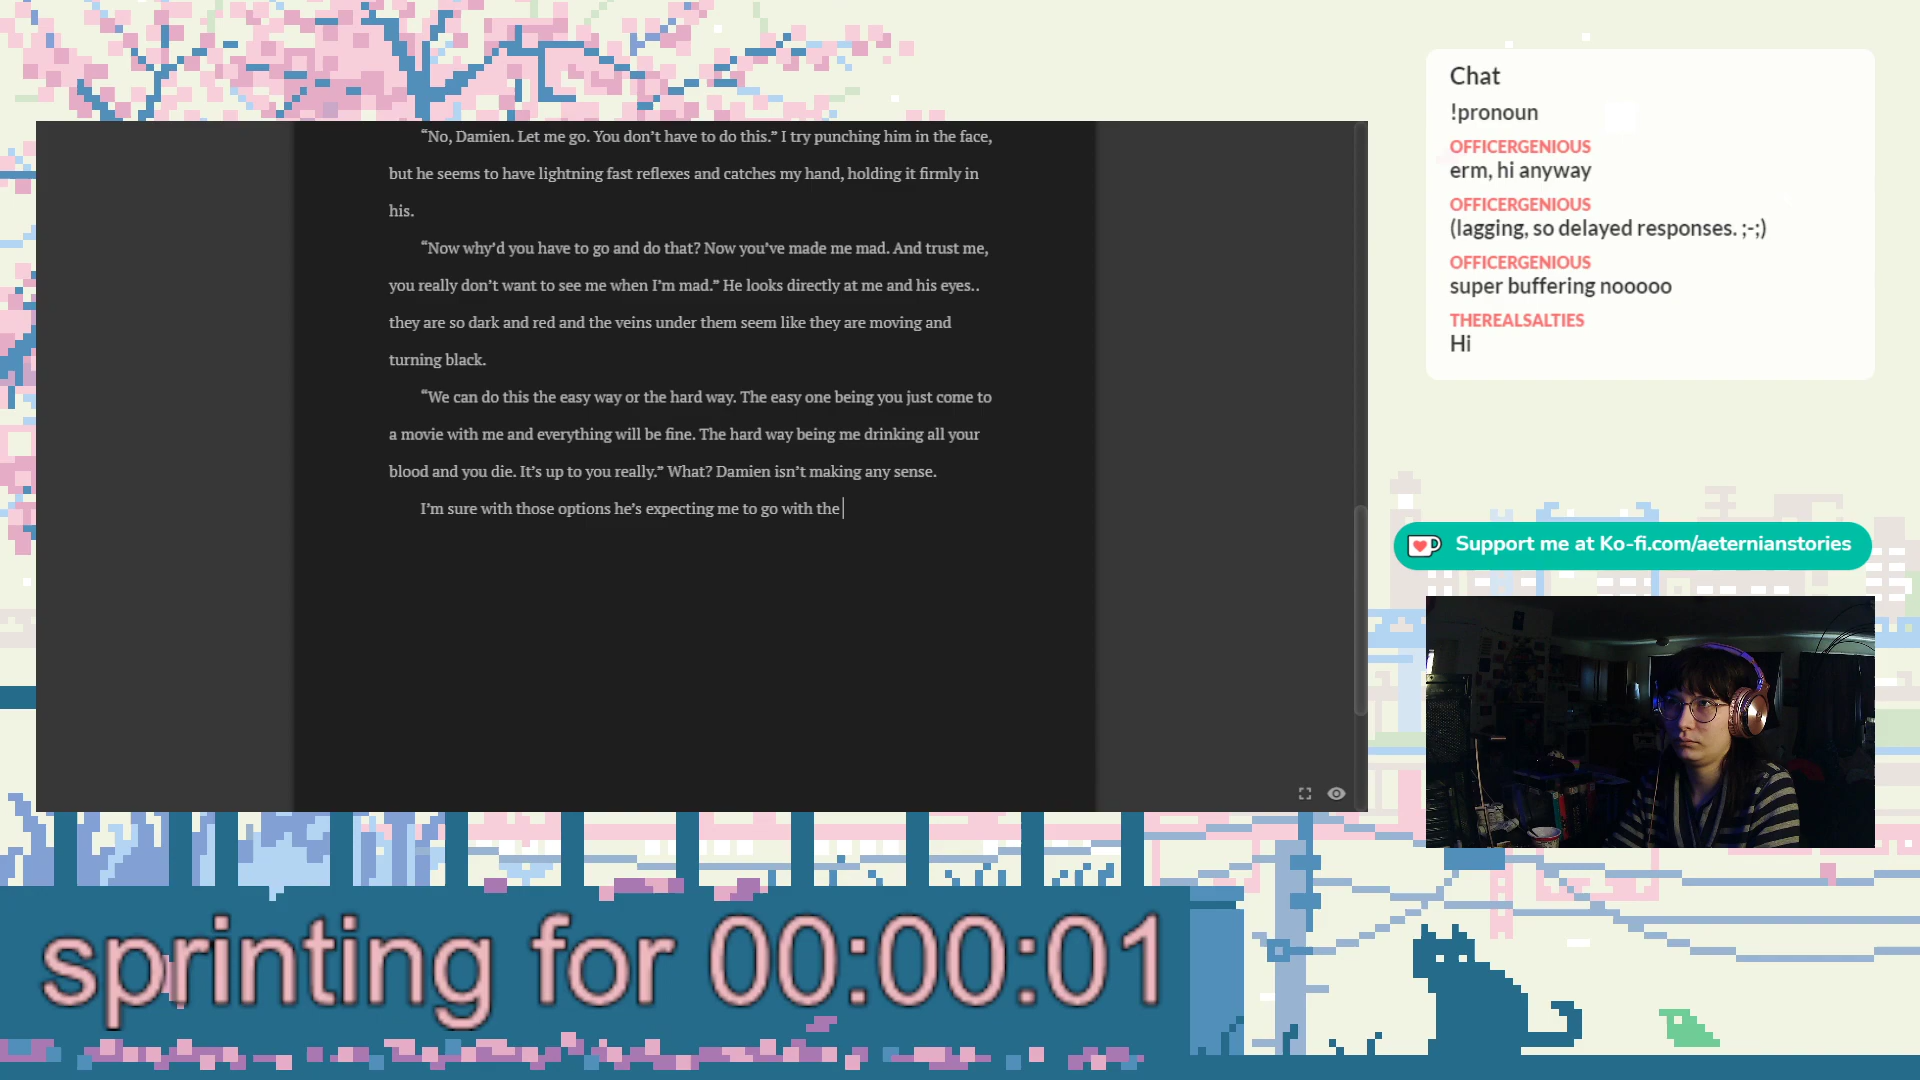 “No, Damien. Let me go. You don’t have to do this.” I try punching him in the face,
but he seems to have lightning fast reflexes and catches my hand, holding it firmly in
his.
“Now why’d you have to go and do that? Now you’ve made me mad. And trust me,
you really don’t want to see me when I’m mad.” He looks directly at me and his eyes..
they are so dark and red and the veins under them seem like they are moving and
turning black.
“We can do this the easy way or the hard way. The easy one being you just come to
a movie with me and everything will be fine. The hard way being me drinking all your
blood and you die. It’s up to you really.” What? Damien isn’t making any sense.
I’m sure with those options he’s expecting me to go with the
Chat
!pronoun
OFFICERGENIOUS
erm, hi anyway
OFFICERGENIOUS
(lagging, so delayed responses. ;-;)
OFFICERGENIOUS
super buffering nooooo
THEREALSALTIES
Hi
Support me at Ko-fi.com/aeternianstories
sprinting for 00:00:01